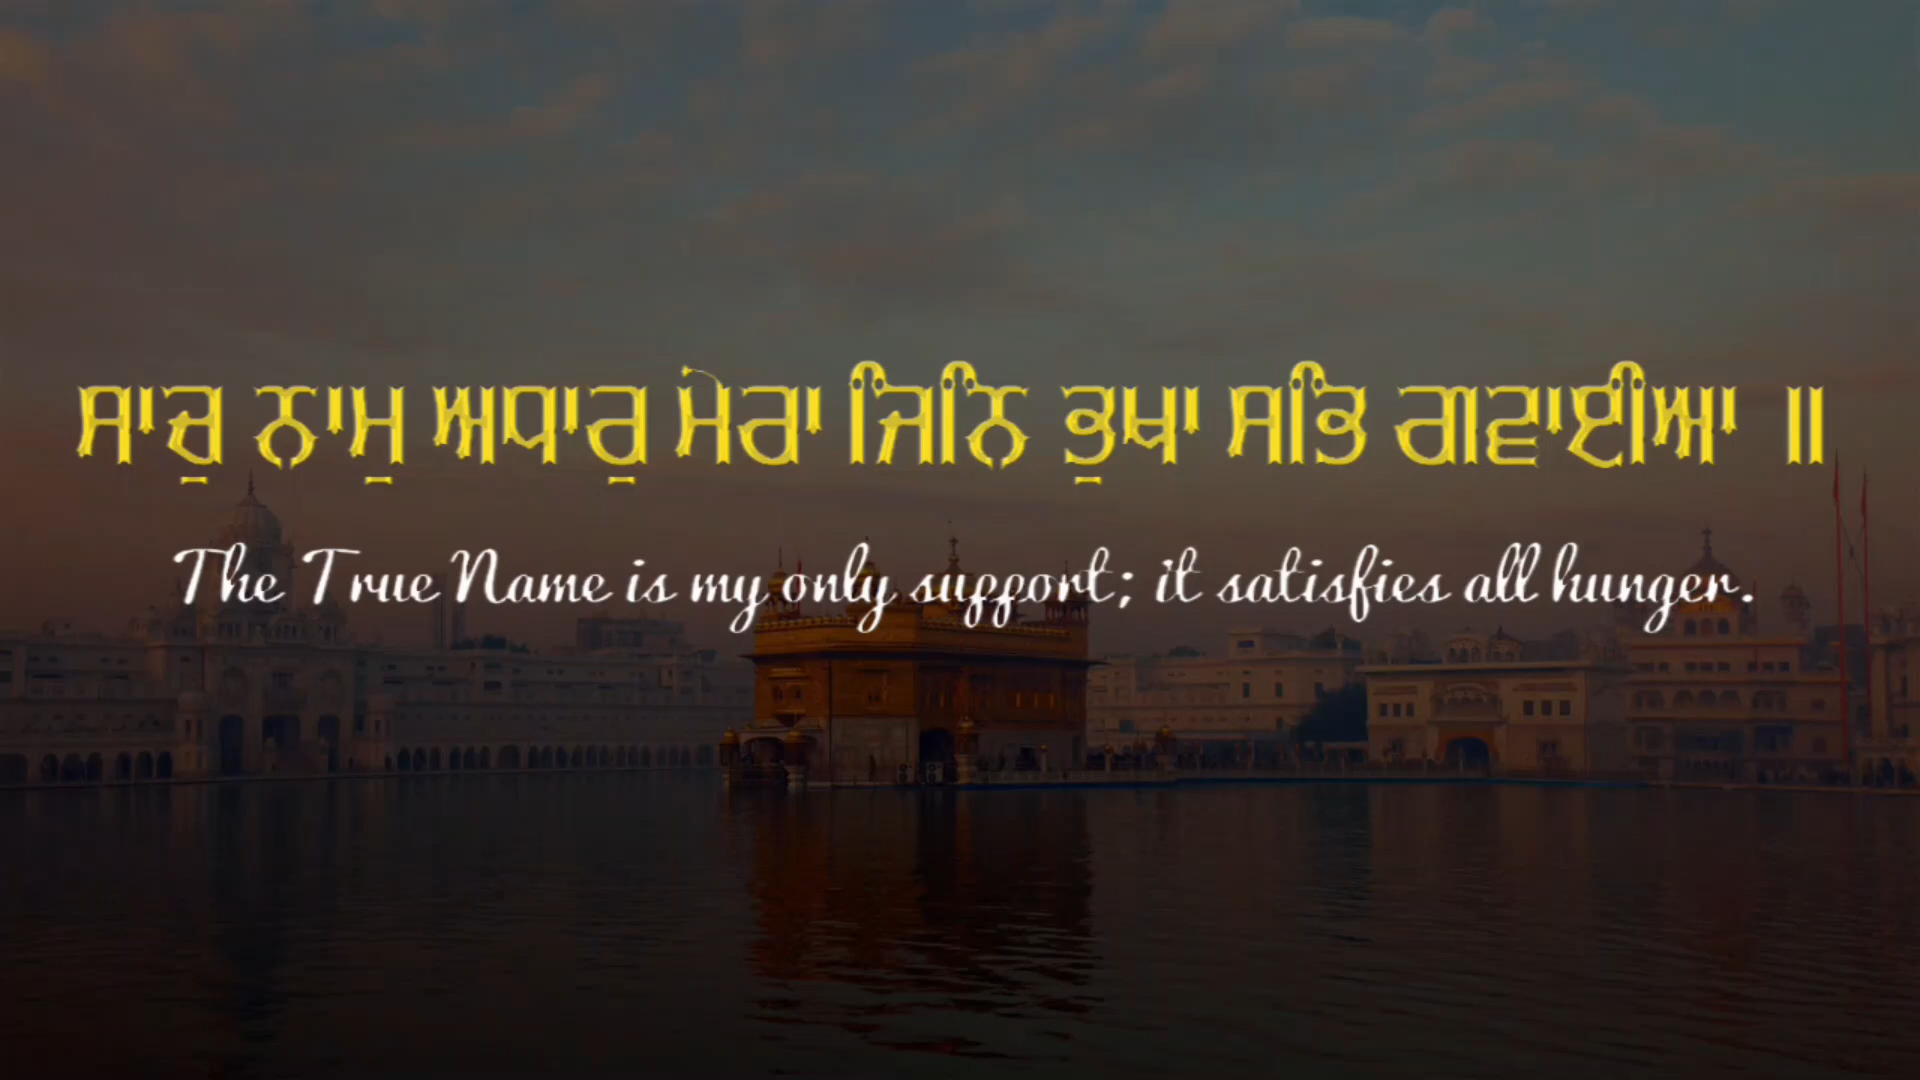 ਸਾਚੁ ਨਾਮੁ ਅਧਾਰੁ ਮੇਰਾ ਜਿਨਿ ਭੁਖਾ ਸਭਿ ਗਵਾਈਆ ॥
The True Name is my only support; it satisfies all hunger.